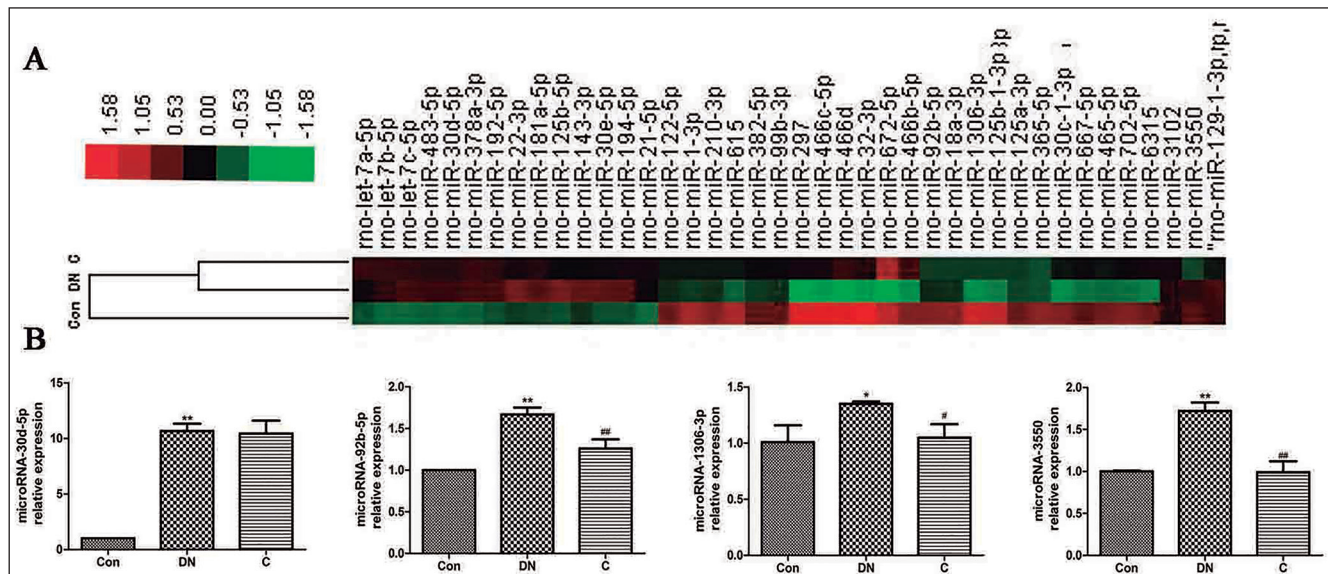 A
1.58
1.05
0.53
0.00
-0.53
-1.05
-1.58
rno-let-7a-5p
rno-let-7b-5p
rno-let-7c-5p
rno-miR-483-5p
rno-miR-30d-5p
rno-miR-378a-3p
rno-miR-192-5p
rno-miR-22-3p
rno-miR-181a-5p
rno-miR-125b-5p
rno-miR-143-3p
rno-miR-30e-5p
rno-miR-194-5p
rno-miR-21-5p
rno-miR-122-5p
rno-miR-1-3p
rno-miR-210-3p
rno-miR-615
rno-miR-382-5p
rno-miR-99b-3p
rno-miR-297
rno-miR-466c-5p
rno-miR-466d
rno-miR-322-3p
rno-miR-672-5p
rno-miR-466b-5p
rno-miR-92b-5p
rno-miR-18a-3p
rno-miR-1306-3p
rno-miR-125b-1-3p
rno-miR-125a-3p
rno-miR-385-5p
rno-miR-30c-1-3p
rno-miR-667-5p
rno-miR-465-5p
rno-miR-702-5p
rno-miR-6315
rno-miR-3102
rno-miR-3550
"rno-miR-129-1-3p,
C
DN
Con
B
microRNA-30d-5p
relative expression
15
10
5
0
**
Con DN C
microRNA-92b-5p
relative expression
2.0
1.5
1.0
0.5
0.0
**
##
Con DN C
microRNA-1306-3p
relative expression
1.5
1.0
0.5
0.0
*
#
Con DN C
microRNA-3550
relative expression
2.0
1.5
1.0
0.5
0.0
**
##
Con DN C